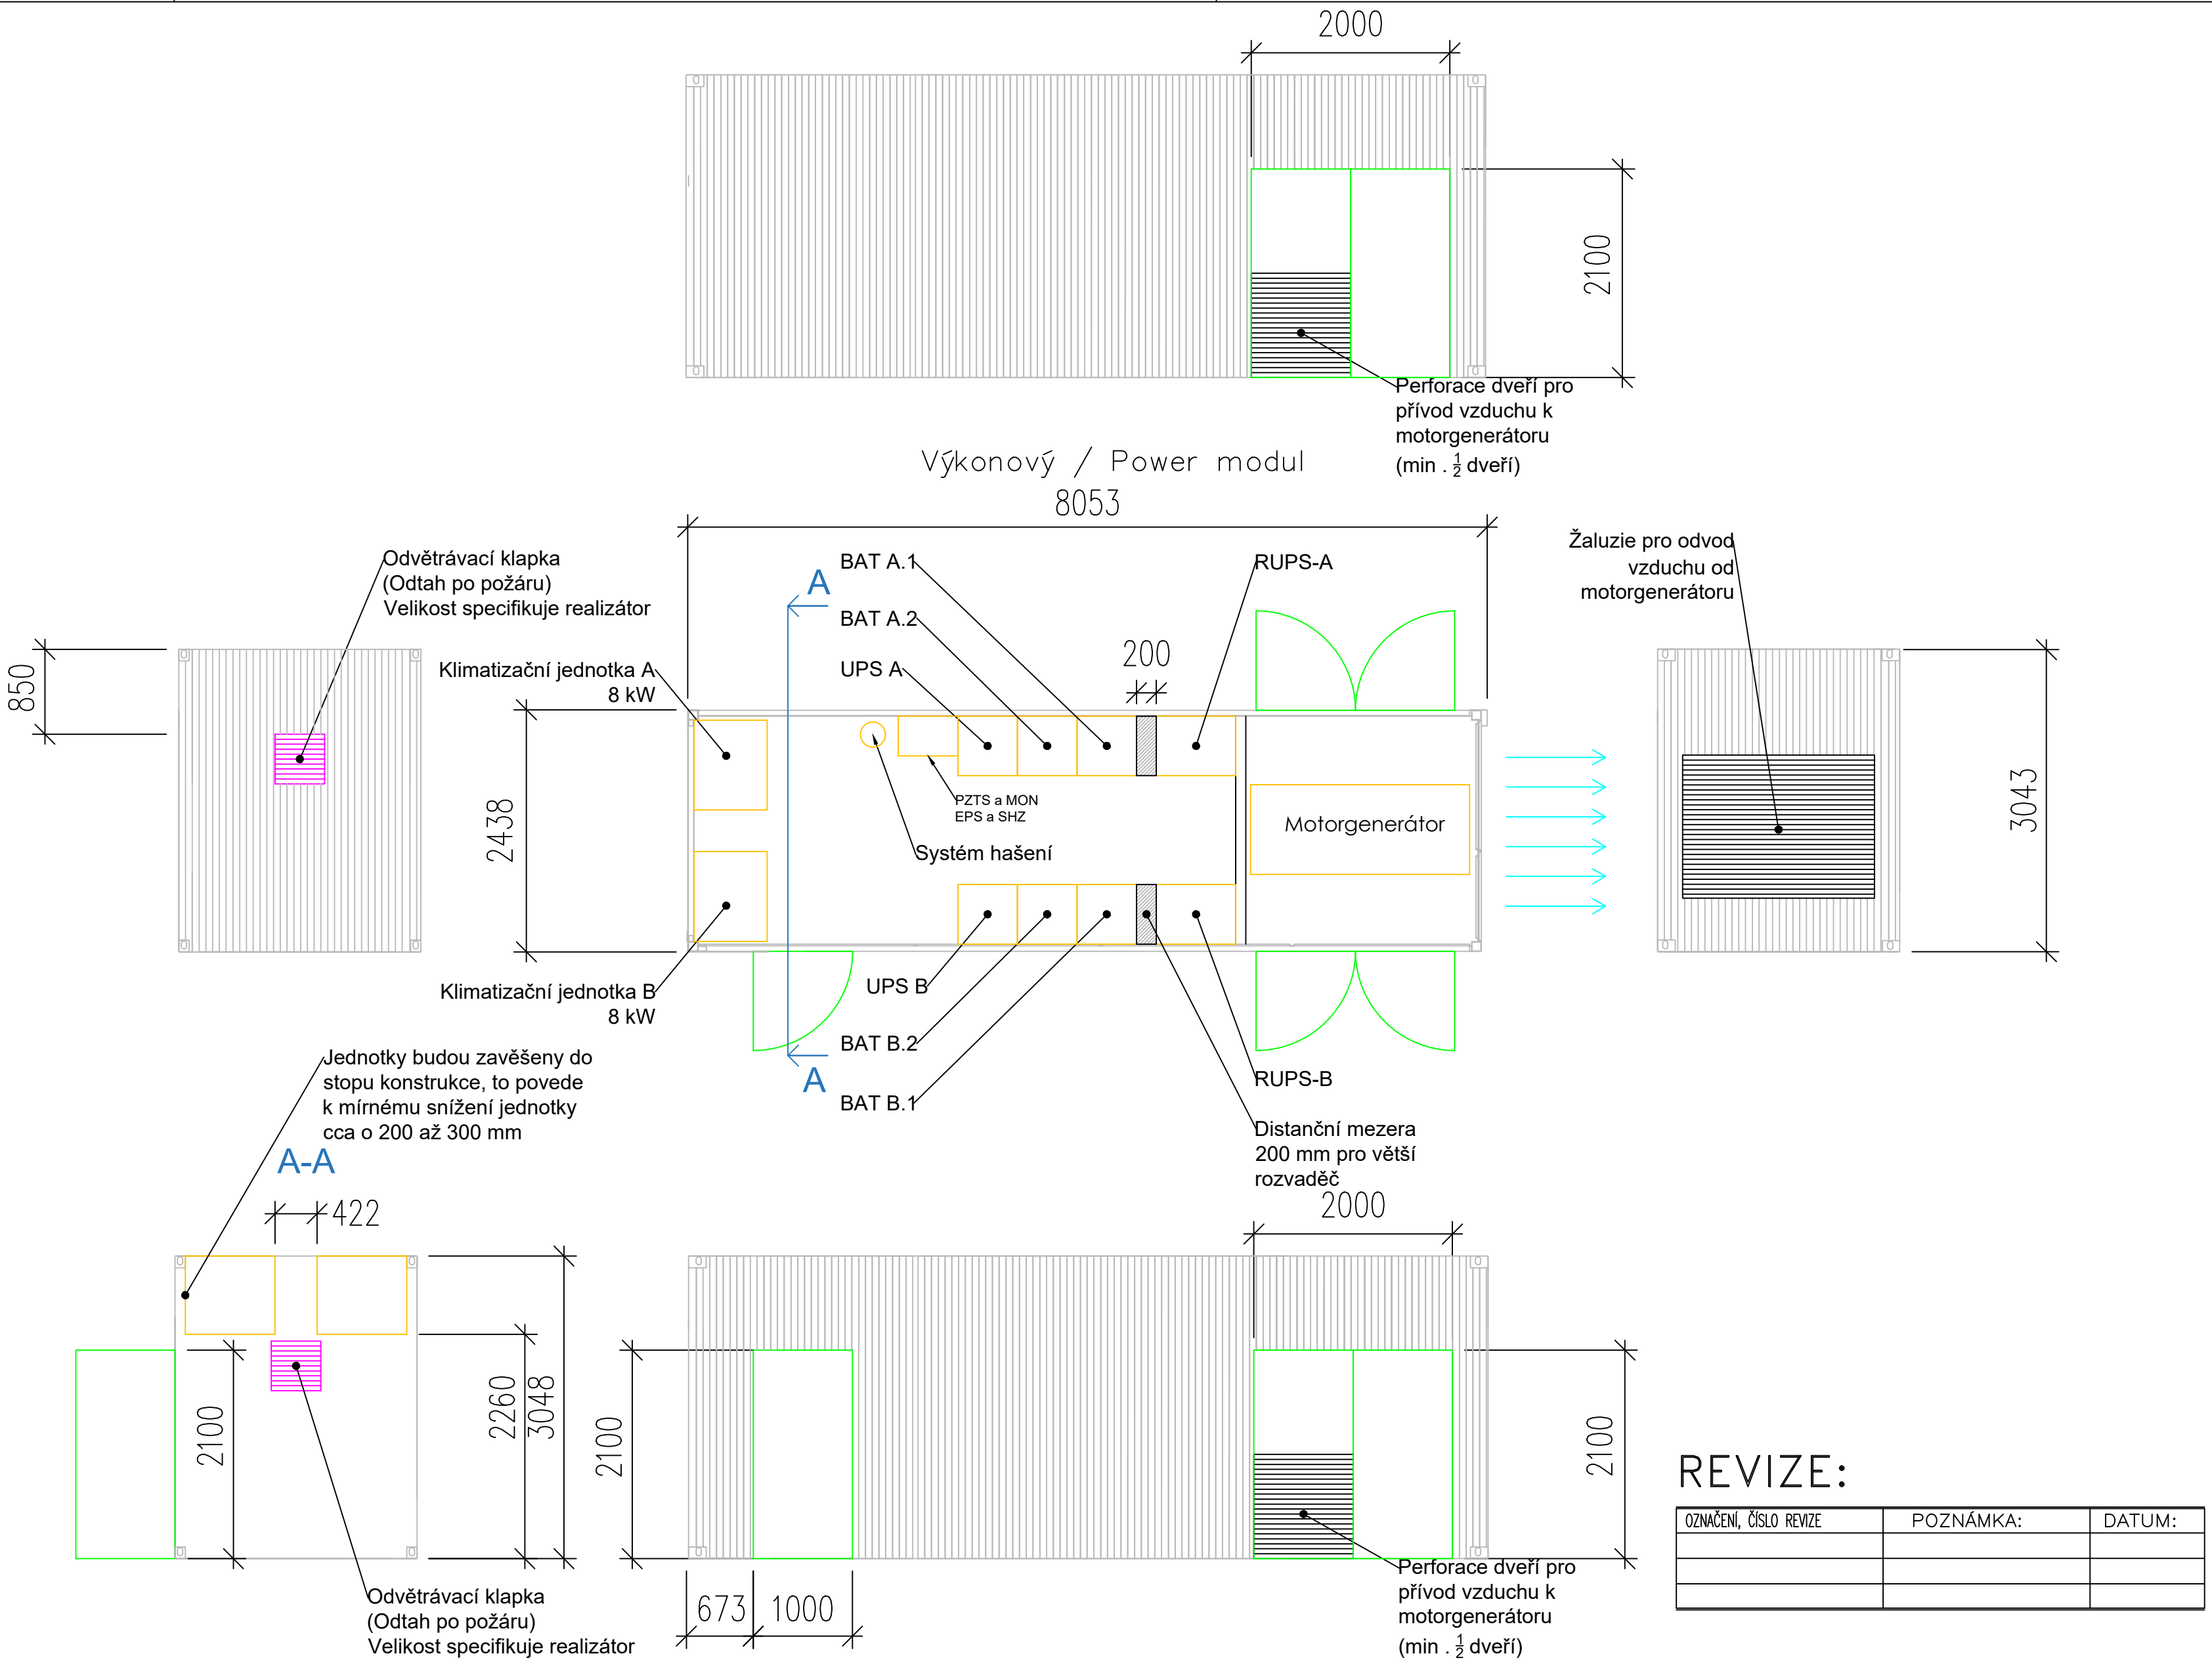 2000
2100
Perforace dveří pro
přívod vzduchu k
motorgenerátoru
(min . ½ dveří)
Výkonový / Power modul
8053
Odvětrávací klapka
(Odtah po požáru)
Velikost specifikuje realizátor
850
Klimatizační jednotka A
8 kW
A
BAT A.1
BAT A.2
UPS A
200
RUPS-A
Žaluzie pro odvod
vzduchu od
motorgenerátoru
2438
PZTS a MON
EPS a SHZ
Systém hašení
Motorgenerátor
3043
Klimatizační jednotka B
8 kW
UPS B
BAT B.2
A
BAT B.1
RUPS-B
Distanční mezera
200 mm pro větší
rozvaděč
Jednotky budou zavěšeny do
stopu konstrukce, to povede
k mírnému snížení jednotky
cca o 200 až 300 mm
A-A
422
2100
2260
3048
Odvětrávací klapka
(Odtah po požáru)
Velikost specifikuje realizátor
2000
2100
673
1000
2100
Perforace dveří pro
přívod vzduchu k
motorgenerátoru
(min . ½ dveří)
REVIZE:
OZNAČENÍ, ČÍSLO REVIZE POZNÁMKA: DATUM: